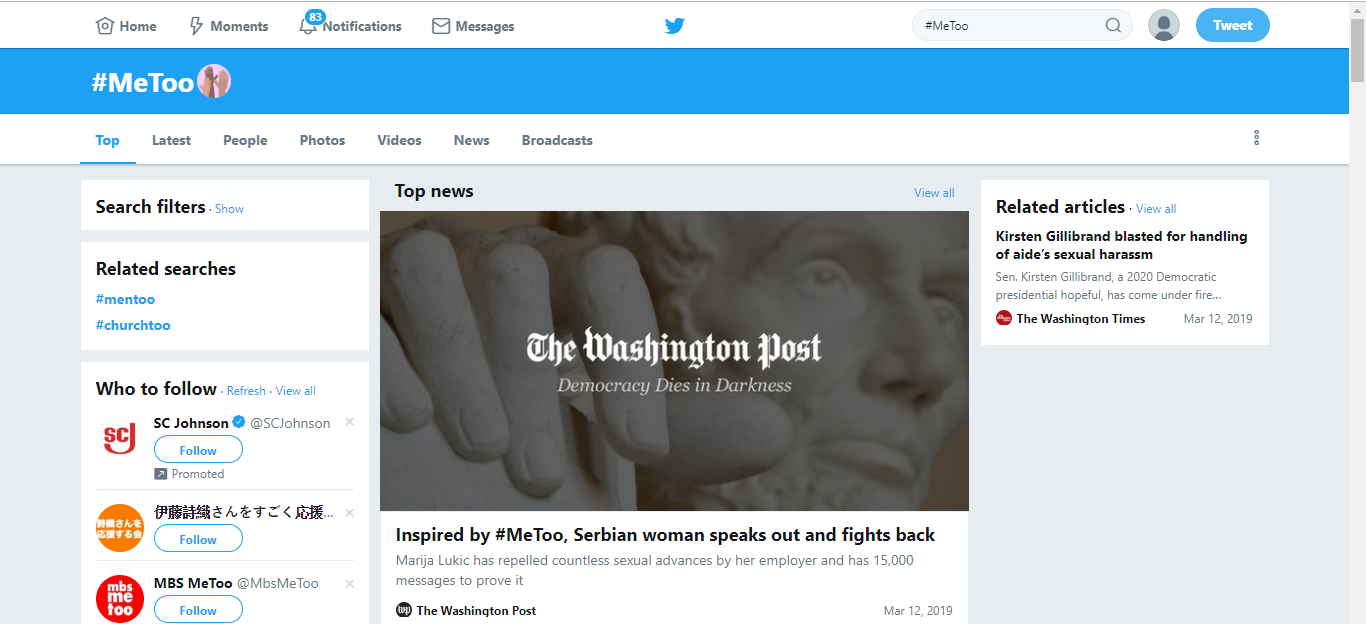 Home
Moments
83
Notifications
Messages
#MeToo
Tweet
#MeToo
Top
Latest
People
Photos
Videos
News
Broadcasts
Search filters · Show
Related searches
#mentoo
#churchtoo
Who to follow · Refresh · View all
SCJ
SC Johnson @SCJohnson
Follow
Promoted
詩織さんを
応援する会
伊藤詩織さんをすごく応援...
Follow
mbs
me
too
MBS MeToo @MbsMeToo
Follow
Top news
View all
The Washington Post
Democracy Dies in Darkness
Inspired by #MeToo, Serbian woman speaks out and fights back
Marija Lukic has repelled countless sexual advances by her employer and has 15,000
messages to prove it
wp
The Washington Post
Mar 12, 2019
Related articles · View all
Kirsten Gillibrand blasted for handling
of aide’s sexual harassm
Sen. Kirsten Gillibrand, a 2020 Democratic
presidential hopeful, has come under fire...
The Washington Times
Mar 12, 2019